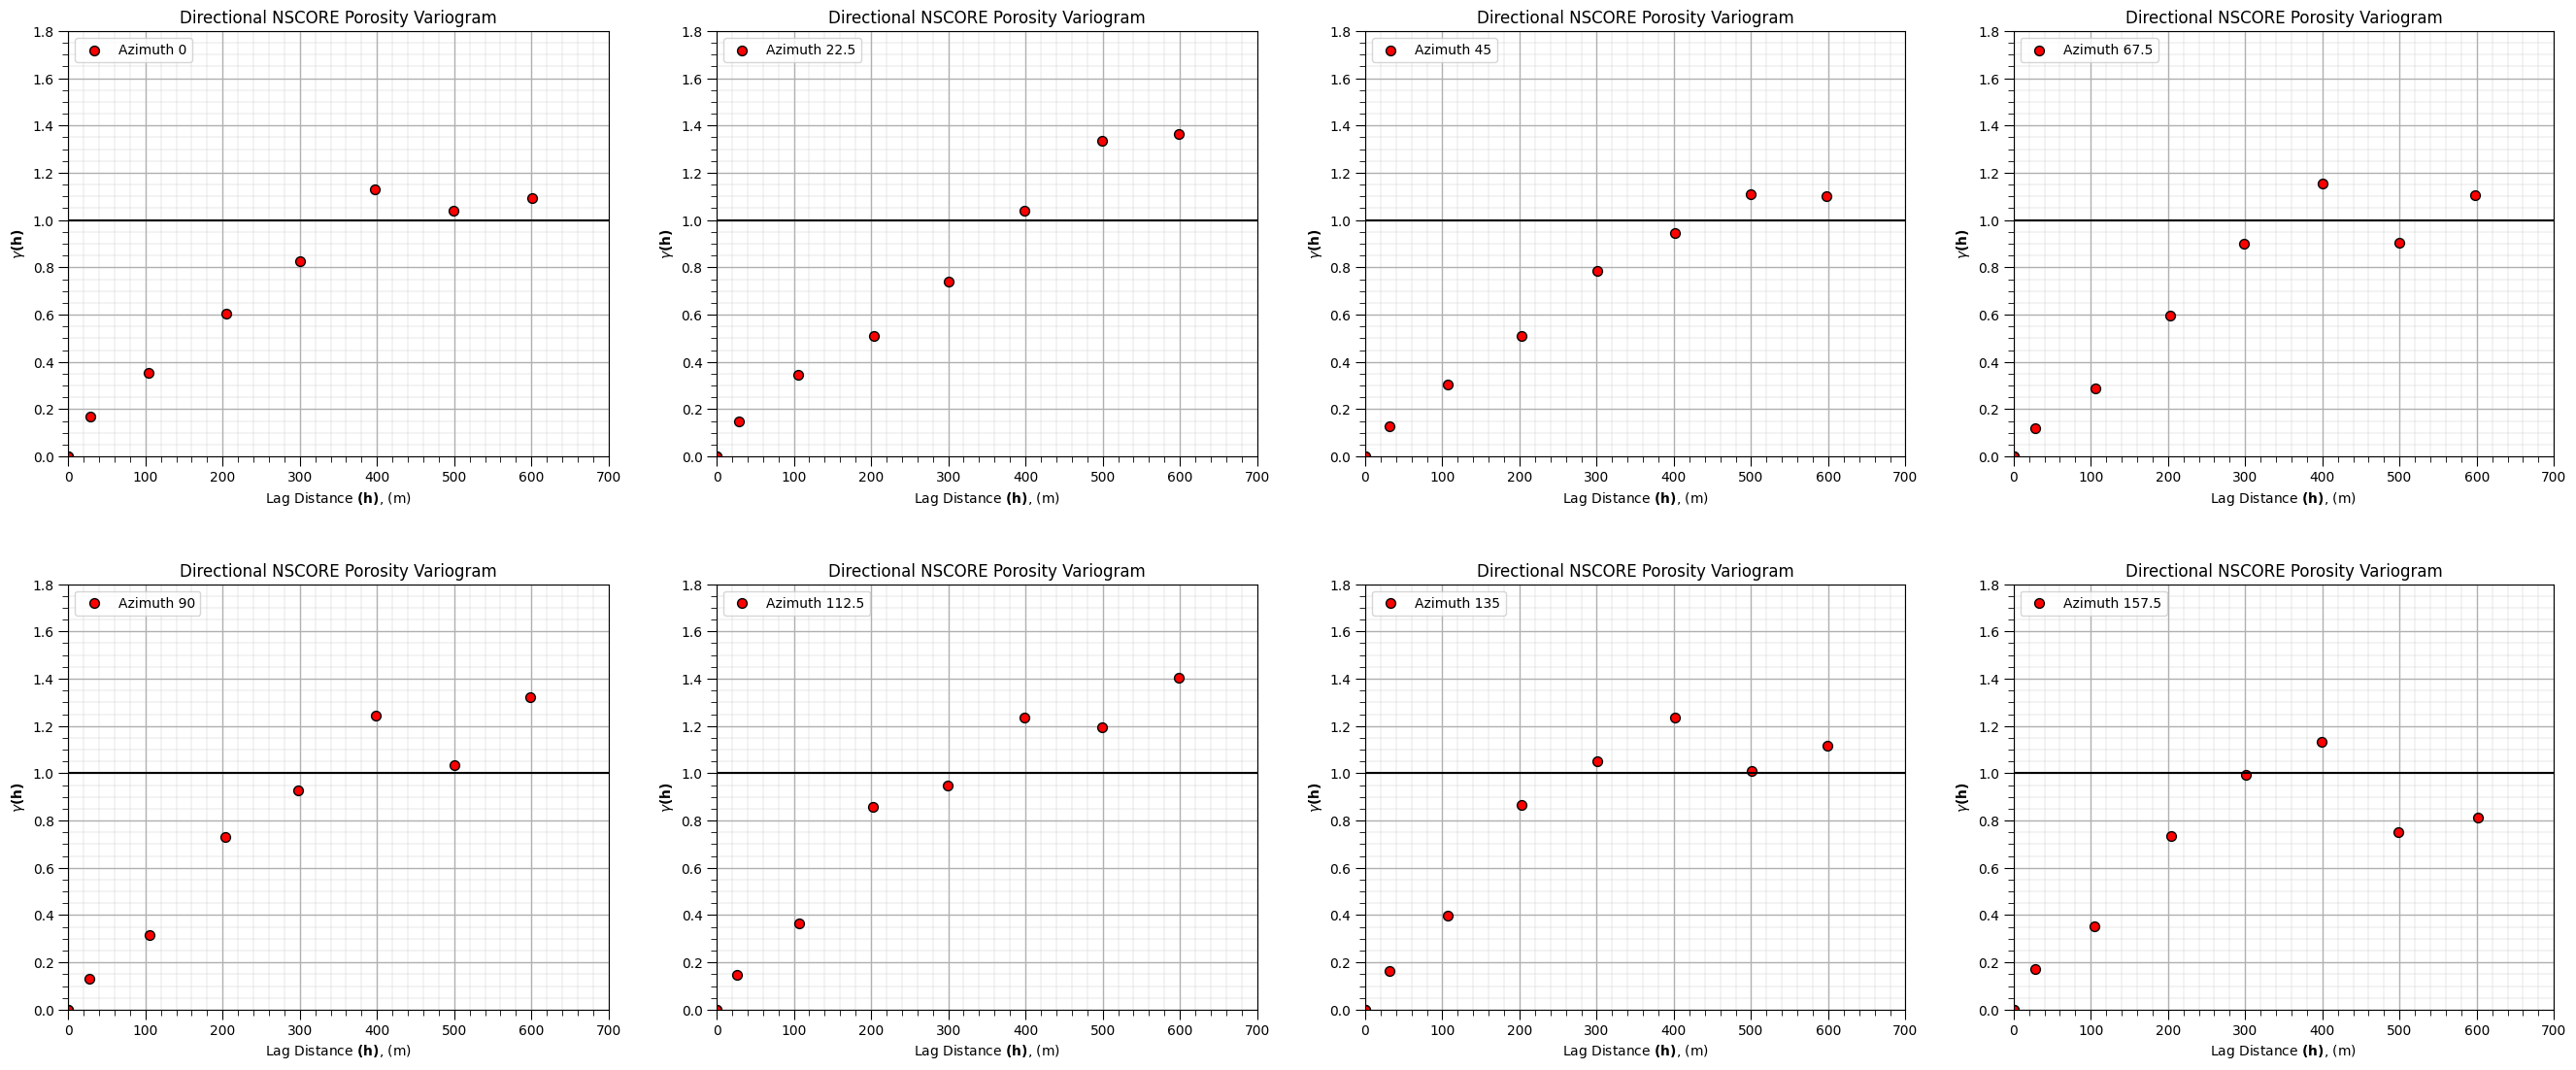 Directional NSCORE Porosity Variogram
Azimuth 0
γ(h)
1.8
1.6
1.4
1.2
1.0
0.8
0.6
0.4
0.2
0.0
0 100 200 300 400 500 600 700
Lag Distance (h), (m)
Directional NSCORE Porosity Variogram
Azimuth 22.5
γ(h)
1.8
1.6
1.4
1.2
1.0
0.8
0.6
0.4
0.2
0.0
0 100 200 300 400 500 600 700
Lag Distance (h), (m)
Directional NSCORE Porosity Variogram
Azimuth 45
γ(h)
1.8
1.6
1.4
1.2
1.0
0.8
0.6
0.4
0.2
0.0
0 100 200 300 400 500 600 700
Lag Distance (h), (m)
Directional NSCORE Porosity Variogram
Azimuth 67.5
γ(h)
1.8
1.6
1.4
1.2
1.0
0.8
0.6
0.4
0.2
0.0
0 100 200 300 400 500 600 700
Lag Distance (h), (m)
Directional NSCORE Porosity Variogram
Azimuth 90
γ(h)
1.8
1.6
1.4
1.2
1.0
0.8
0.6
0.4
0.2
0.0
0 100 200 300 400 500 600 700
Lag Distance (h), (m)
Directional NSCORE Porosity Variogram
Azimuth 112.5
γ(h)
1.8
1.6
1.4
1.2
1.0
0.8
0.6
0.4
0.2
0.0
0 100 200 300 400 500 600 700
Lag Distance (h), (m)
Directional NSCORE Porosity Variogram
Azimuth 135
γ(h)
1.8
1.6
1.4
1.2
1.0
0.8
0.6
0.4
0.2
0.0
0 100 200 300 400 500 600 700
Lag Distance (h), (m)
Directional NSCORE Porosity Variogram
Azimuth 157.5
γ(h)
1.8
1.6
1.4
1.2
1.0
0.8
0.6
0.4
0.2
0.0
0 100 200 300 400 500 600 700
Lag Distance (h), (m)